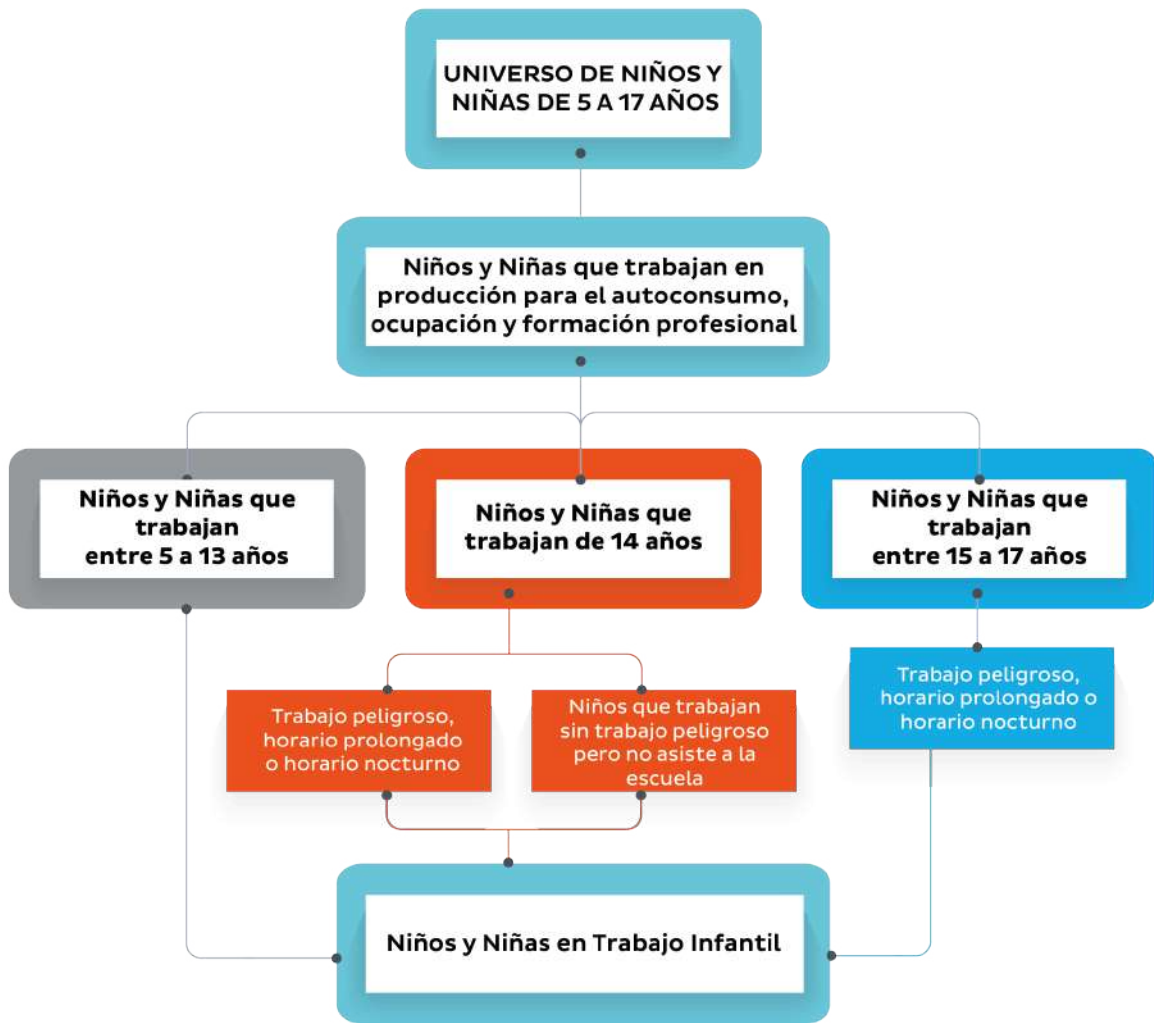 UNIVERSO DE NIÑOS Y
NIÑAS DE 5 A 17 AÑOS
Niños y Niñas que trabajan en
producción para el autoconsumo,
ocupación y formación profesional
Niños y Niñas que
trabajan
entre 5 a 13 años
Niños y Niñas que
trabajan de 14 años
Niños y Niñas que
trabajan
entre 15 a 17 años
Trabajo peligroso,
horario prolongado
o horario nocturno
Niños que trabajan
sin trabajo peligroso
pero no asiste a la
escuela
Trabajo peligroso,
horario prolongado o
horario nocturno
Niños y Niñas en Trabajo Infantil